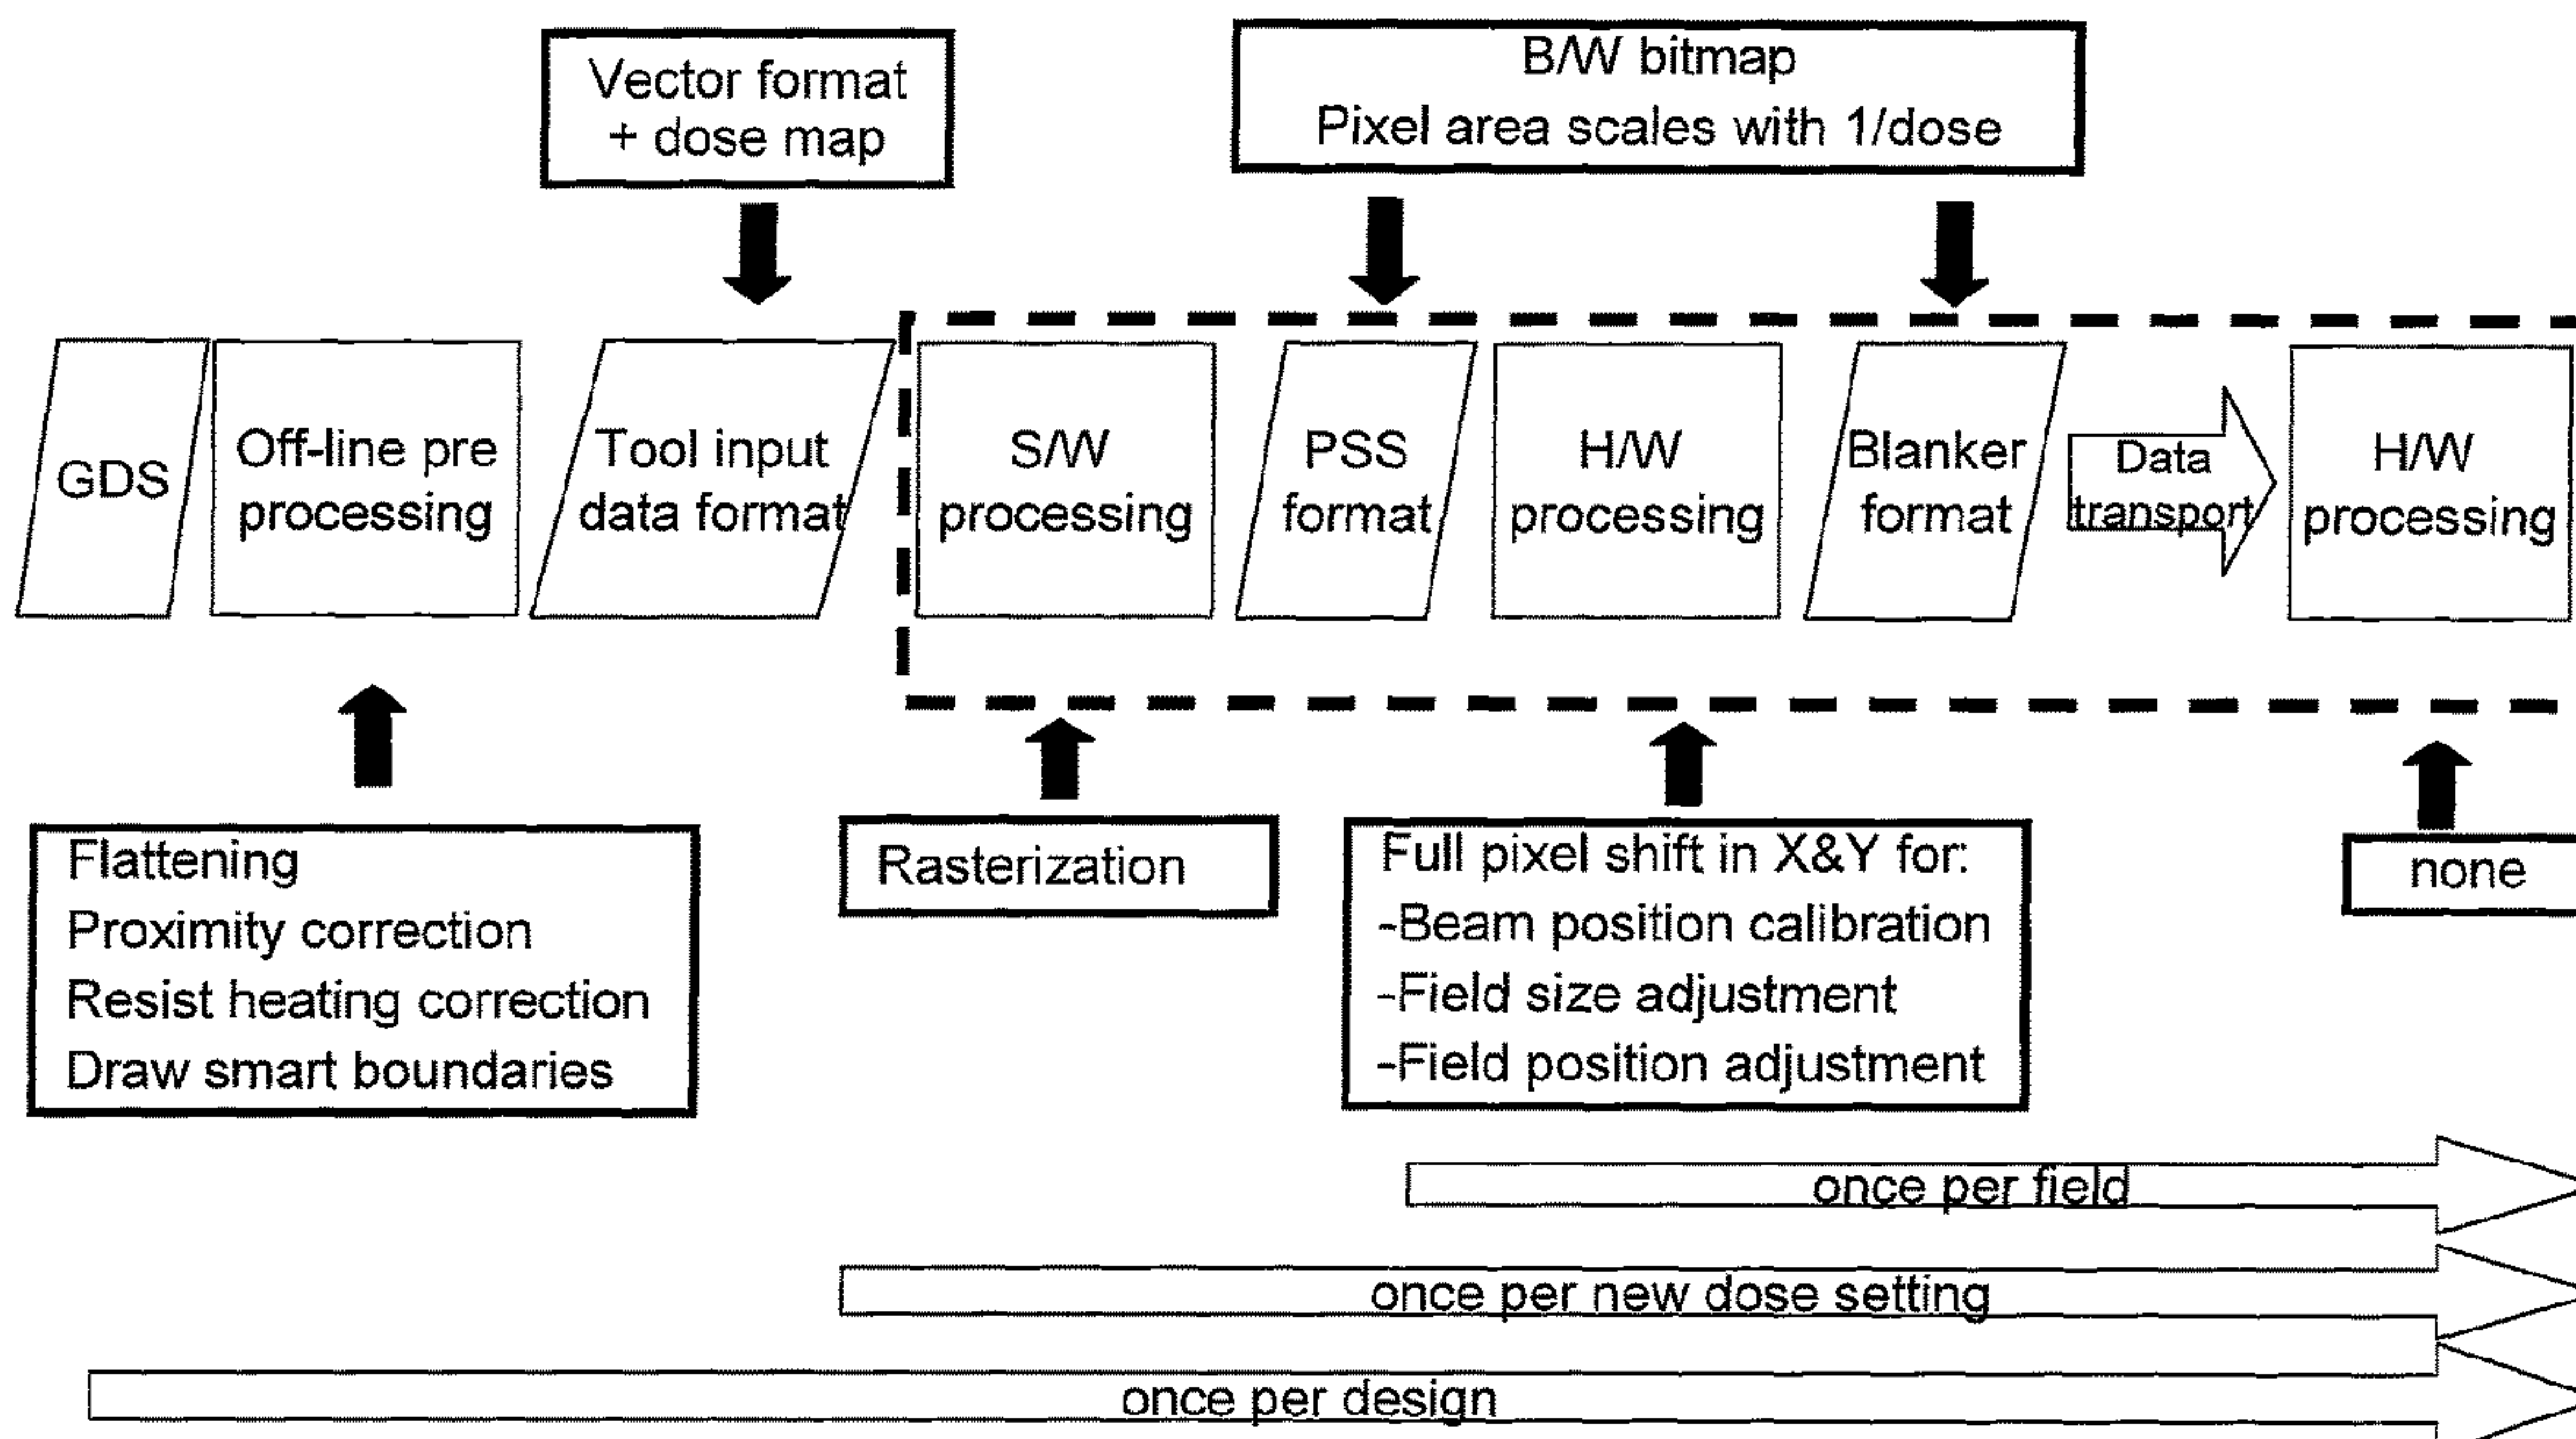 Vector format
+ dose map
B/W bitmap
Pixel area scales with 1/dose
GDS
Off-line pre
processing
Tool input
data format
S/W
processing
PSS
format
H/W
processing
Blanker
format
Data
transport
H/W
processing
Flattening
Proximity correction
Resist heating correction
Draw smart boundaries
Rasterization
Full pixel shift in X&Y for:
-Beam position calibration
-Field size adjustment
-Field position adjustment
none
once per field
once per new dose setting
once per design